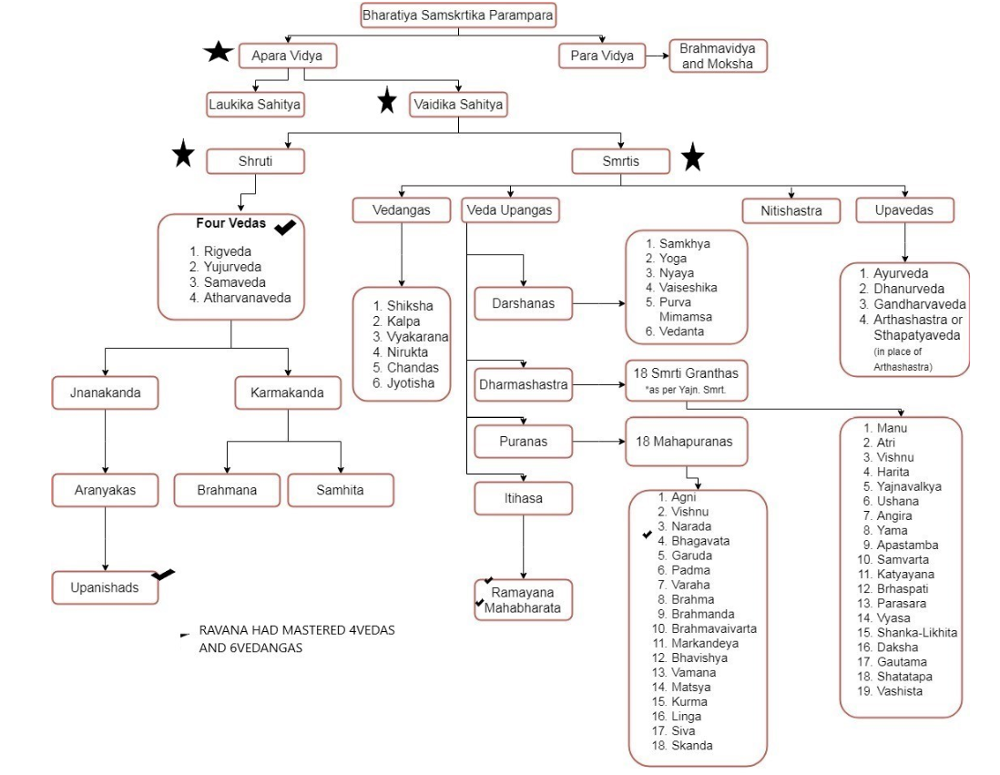 Bharatiya Samskrtika Parampara
Apara Vidya
Para Vidya
Brahmavidya
and Moksha
Laukika Sahitya
Vaidika Sahitya
Shruti
Smrtis
Four Vedas
1. Rigveda
2. Yujurveda
3. Samaveda
4. Atharvanaveda
Vedangas
Veda Upangas
Nitishastra
Upavedas
1. Shiksha
2. Kalpa
3. Vyakarana
4. Nirukta
5. Chandas
6. Jyotisha
Darshanas
1. Samkhya
2. Yoga
3. Nyaya
4. Vaiseshika
5. Purva
Mimamsa
6. Vedanta
1. Ayurveda
2. Dhanurveda
3. Gandharvaveda
4. Arthashastra or
Sthapatyaveda
(in place of
Arthashastra)
Jnanakanda
Karmakanda
Dharmashastra
18 Smrti Granthas
*as per Yajn. Smrt.
Puranas
18 Mahapuranas
Aranyakas
Brahmana
Samhita
Itihasa
Upanishads
Ramayana
Mahabharata
1. Agni
2. Vishnu
3. Narada
4. Bhagavata
5. Garuda
6. Padma
7. Varaha
8. Brahma
9. Brahmanda
10. Brahmavaivarta
11. Markandeya
12. Bhavishya
13. Vamana
14. Matsya
15. Kurma
16. Linga
17. Siva
18. Skanda
1. Manu
2. Atri
3. Vishnu
4. Harita
5. Yajnavalkya
6. Ushana
7. Angira
8. Yama
9. Apastamba
10. Samvarta
11. Katyayana
12. Brhaspati
13. Parasara
14. Vyasa
15. Shanka-Likhita
16. Daksha
17. Gautama
18. Shatatapa
19. Vashista
RAVANA HAD MASTERED 4VEDAS
AND 6VEDANGAS